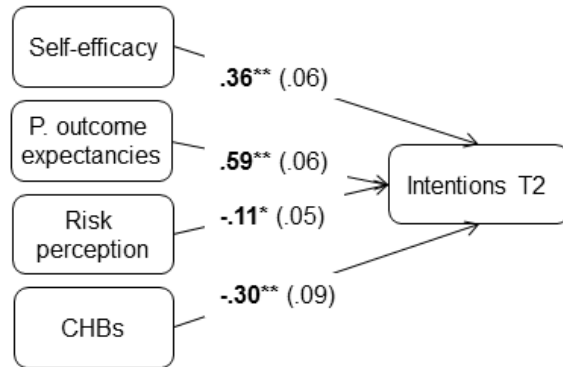 Self-efficacy
.36** (.06)
P. outcome
expectancies
.59** (.06)
Intentions T2
Risk
perception
-.11* (.05)
-.30** (.09)
CHBs